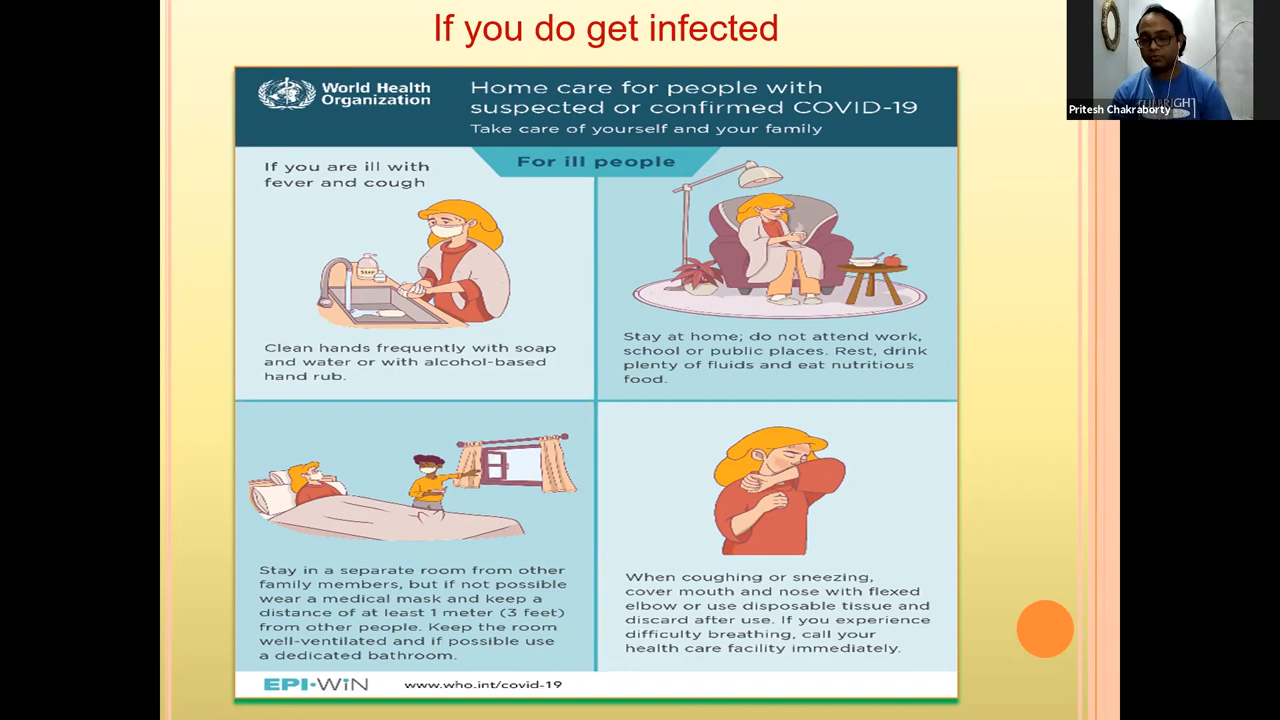 If you do get infected
World Health
Organization
Home care for people with
suspected or confirmed COVID-19
Take care of yourself and your family
For ill people
If you are ill with
fever and cough
SOAP
Clean hands frequently with soap
and water or with alcohol-based
hand rub.
Stay at home; do not attend work,
school or public places. Rest, drink
plenty of fluids and eat nutritious
food.
Stay in a separate room from other
family members, but if not possible
wear a medical mask and keep a
distance of at least 1 meter (3 feet)
from other people. Keep the room
well-ventilated and if possible use
a dedicated bathroom.
When coughing or sneezing,
cover mouth and nose with flexed
elbow or use disposable tissue and
discard after use. If you experience
difficulty breathing, call your
health care facility immediately.
EPI•WiN
www.who.int/covid-19
Pritesh Chakraborty